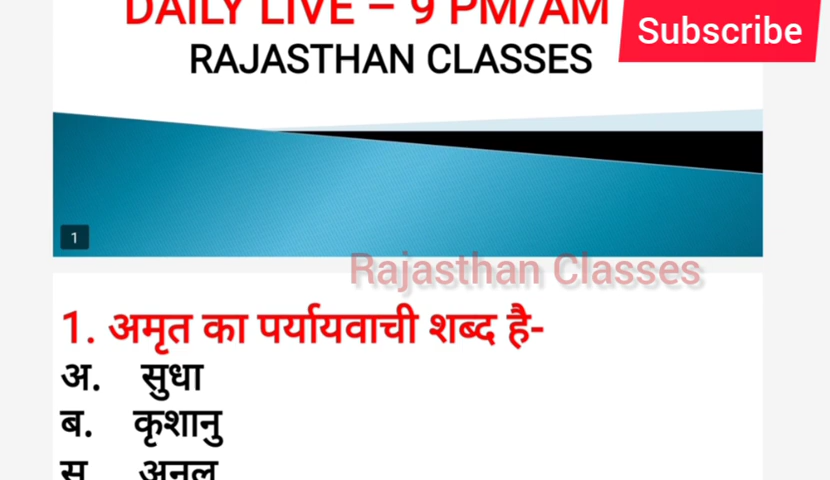 DAILY LIVE – 9 PM/AM
Subscribe
RAJASTHAN CLASSES
1
Rajasthan Classes
1. अमृत का पर्यायवाची शब्द है-
अ. सुधा
ब. कृशानु
स अनल